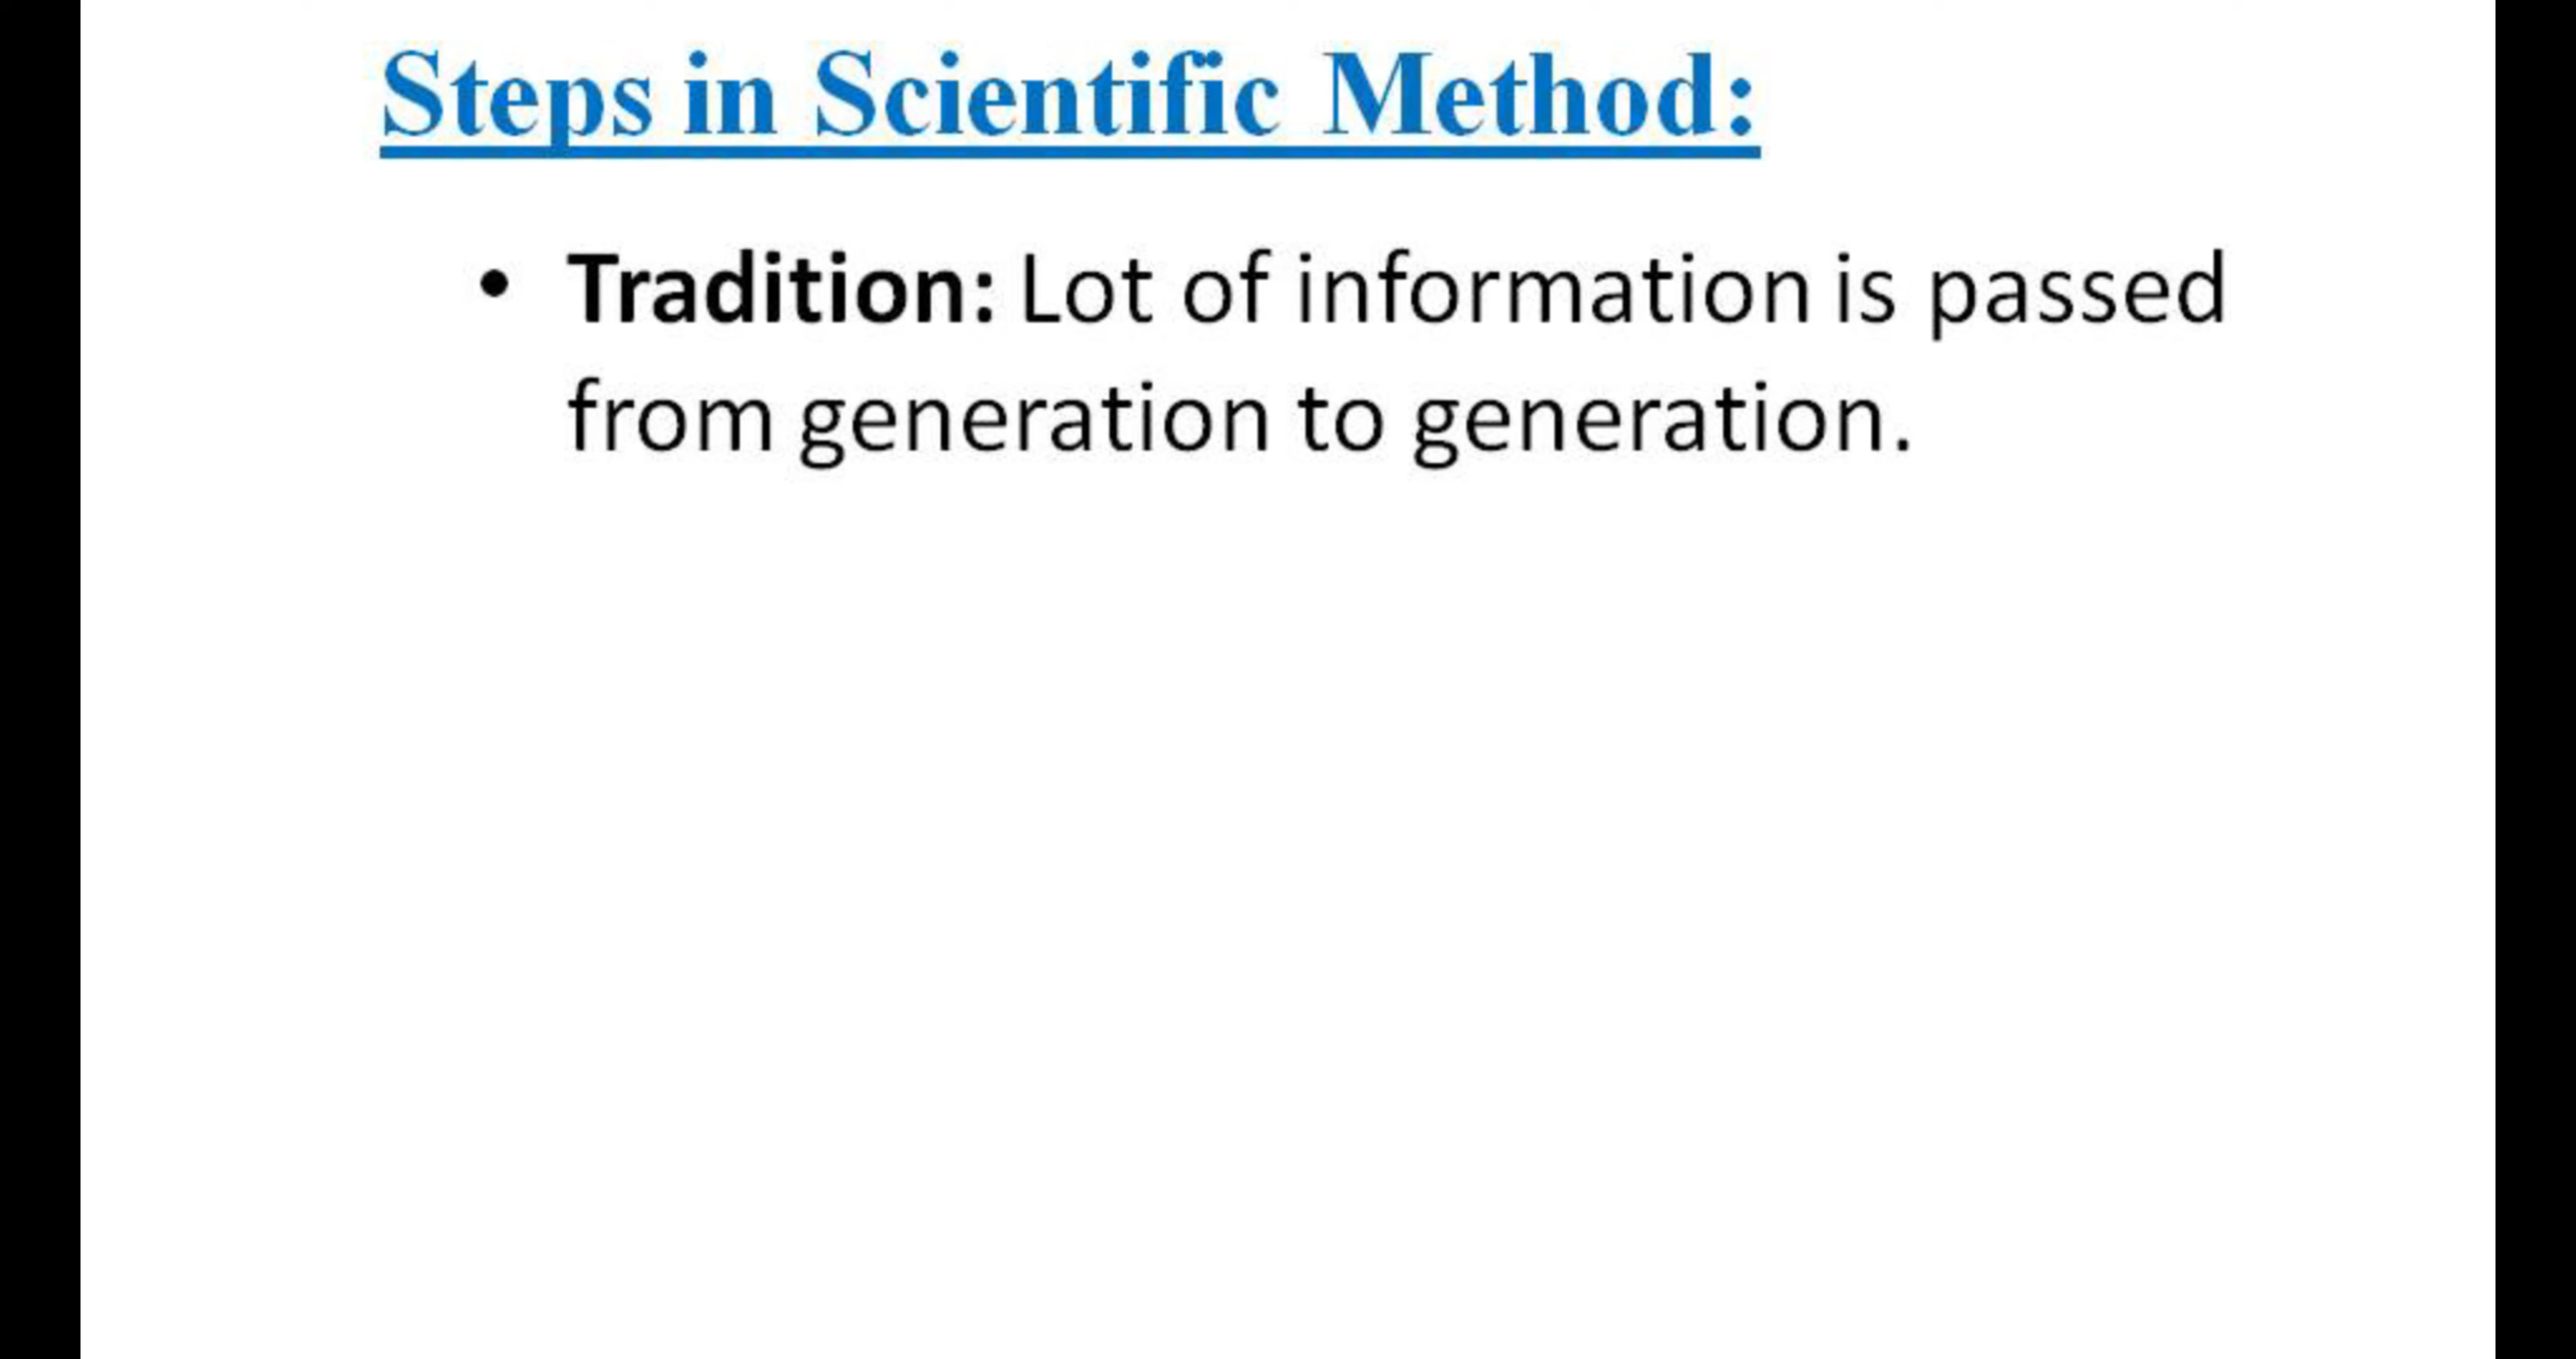 Steps in Scientific Method:
• Tradition: Lot of information is passed
from generation to generation.